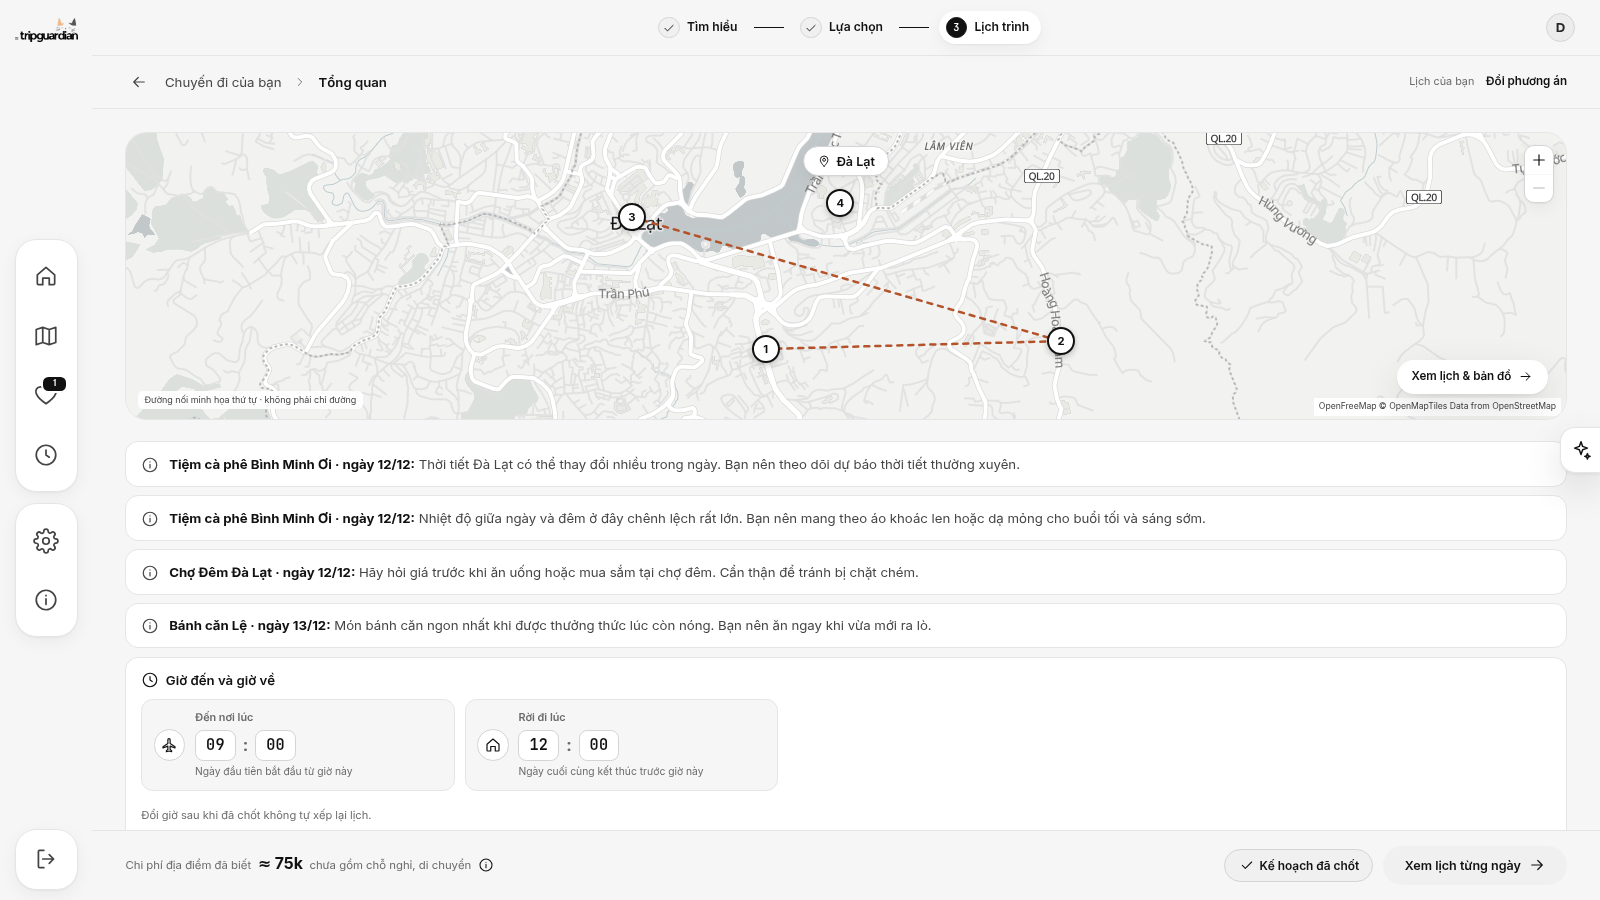 tripguardian
Tìm hiểu
Lựa chọn
3 Lịch trình
D
Chuyến đi của bạn
Tổng quan
Lịch của bạn
Đổi phương án
LÂM VIÊN
QL.20
QL.20
QL.20
Đà Lạt
3
4
Hùng Vương
Trần Phú
1
2
Đường nối minh họa thứ tự · không phải chỉ đường
Xem lịch & bản đồ
OpenFreeMap © OpenMapTiles Data from OpenStreetMap
1
Tiệm cà phê Bình Minh Ơi · ngày 12/12: Thời tiết Đà Lạt có thể thay đổi nhiều trong ngày. Bạn nên theo dõi dự báo thời tiết thường xuyên.
Tiệm cà phê Bình Minh Ơi · ngày 12/12: Nhiệt độ giữa ngày và đêm ở đây chênh lệch rất lớn. Bạn nên mang theo áo khoác len hoặc dạ mỏng cho buổi tối và sáng sớm.
Chợ Đêm Đà Lạt · ngày 12/12: Hãy hỏi giá trước khi ăn uống hoặc mua sắm tại chợ đêm. Cẩn thận để tránh bị chặt chém.
Bánh căn Lệ · ngày 13/12: Món bánh căn ngon nhất khi được thưởng thức lúc còn nóng. Bạn nên ăn ngay khi vừa mới ra lò.
Giờ đến và giờ về
Đến nơi lúc
09 : 00
Ngày đầu tiên bắt đầu từ giờ này
Rời đi lúc
12 : 00
Ngày cuối cùng kết thúc trước giờ này
Đổi giờ sau khi đã chốt không tự xếp lại lịch.
Chi phí địa điểm đã biết ≈ 75k chưa gồm chỗ nghỉ, di chuyển
Kế hoạch đã chốt
Xem lịch từng ngày